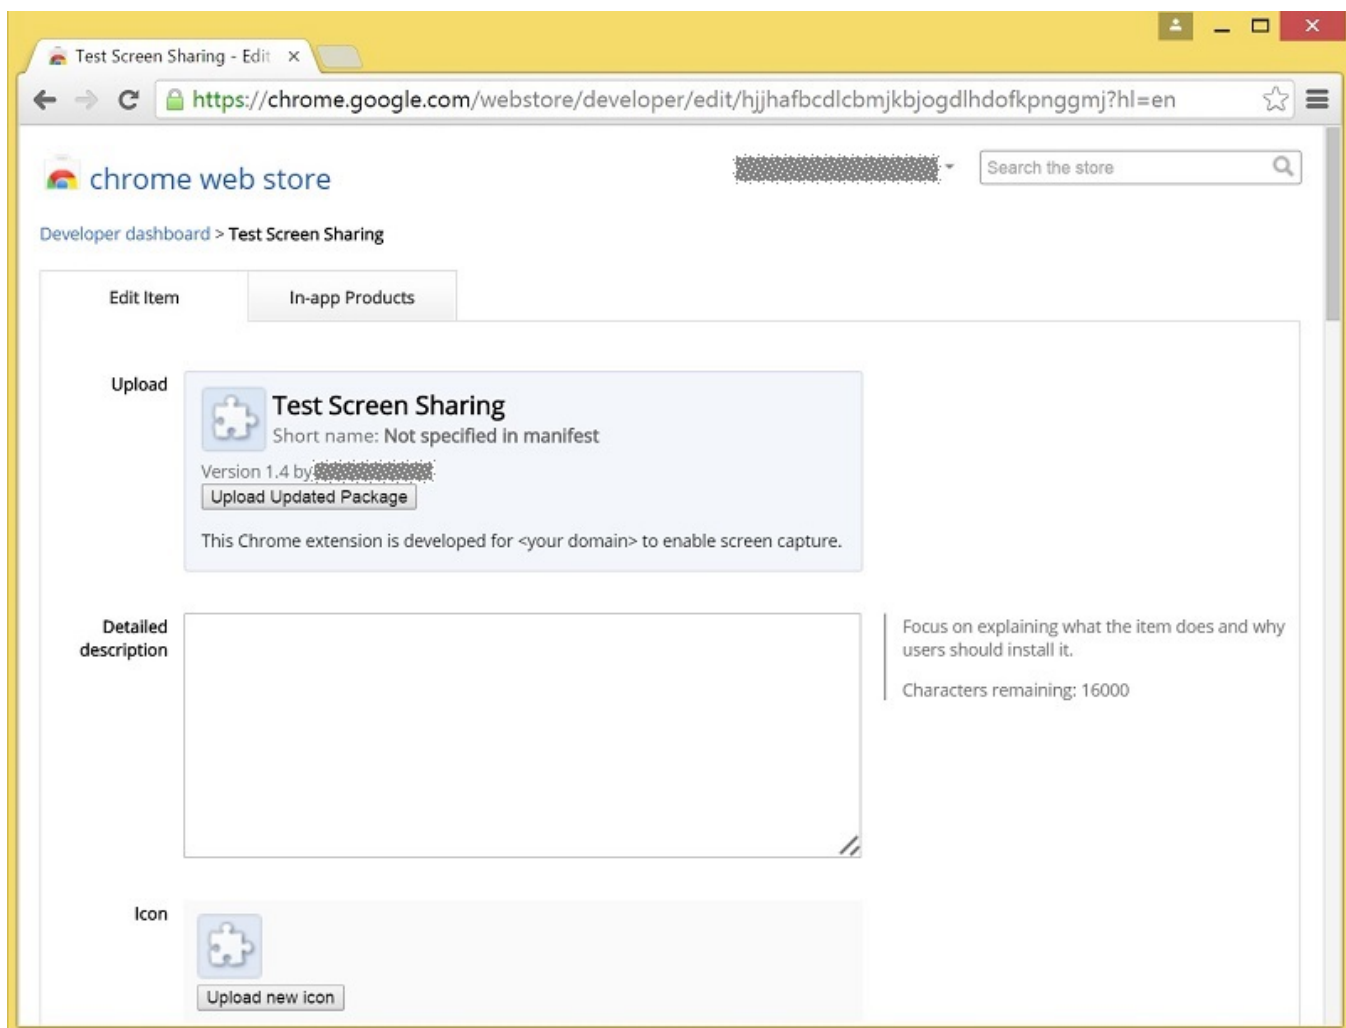 Test Screen Sharing - Edit
https://chrome.google.com/webstore/developer/edit/hjjhafbcdlcbmjkbjogdlhdofkpnggmj?hl=en
chrome web store
Search the store
Developer dashboard > Test Screen Sharing
Edit Item
In-app Products
Upload
Test Screen Sharing
Short name: Not specified in manifest
Version 1.4 by
Upload Updated Package
This Chrome extension is developed for <your domain> to enable screen capture.
Detailed
description
Focus on explaining what the item does and why
users should install it.
Characters remaining: 16000
Icon
Upload new icon